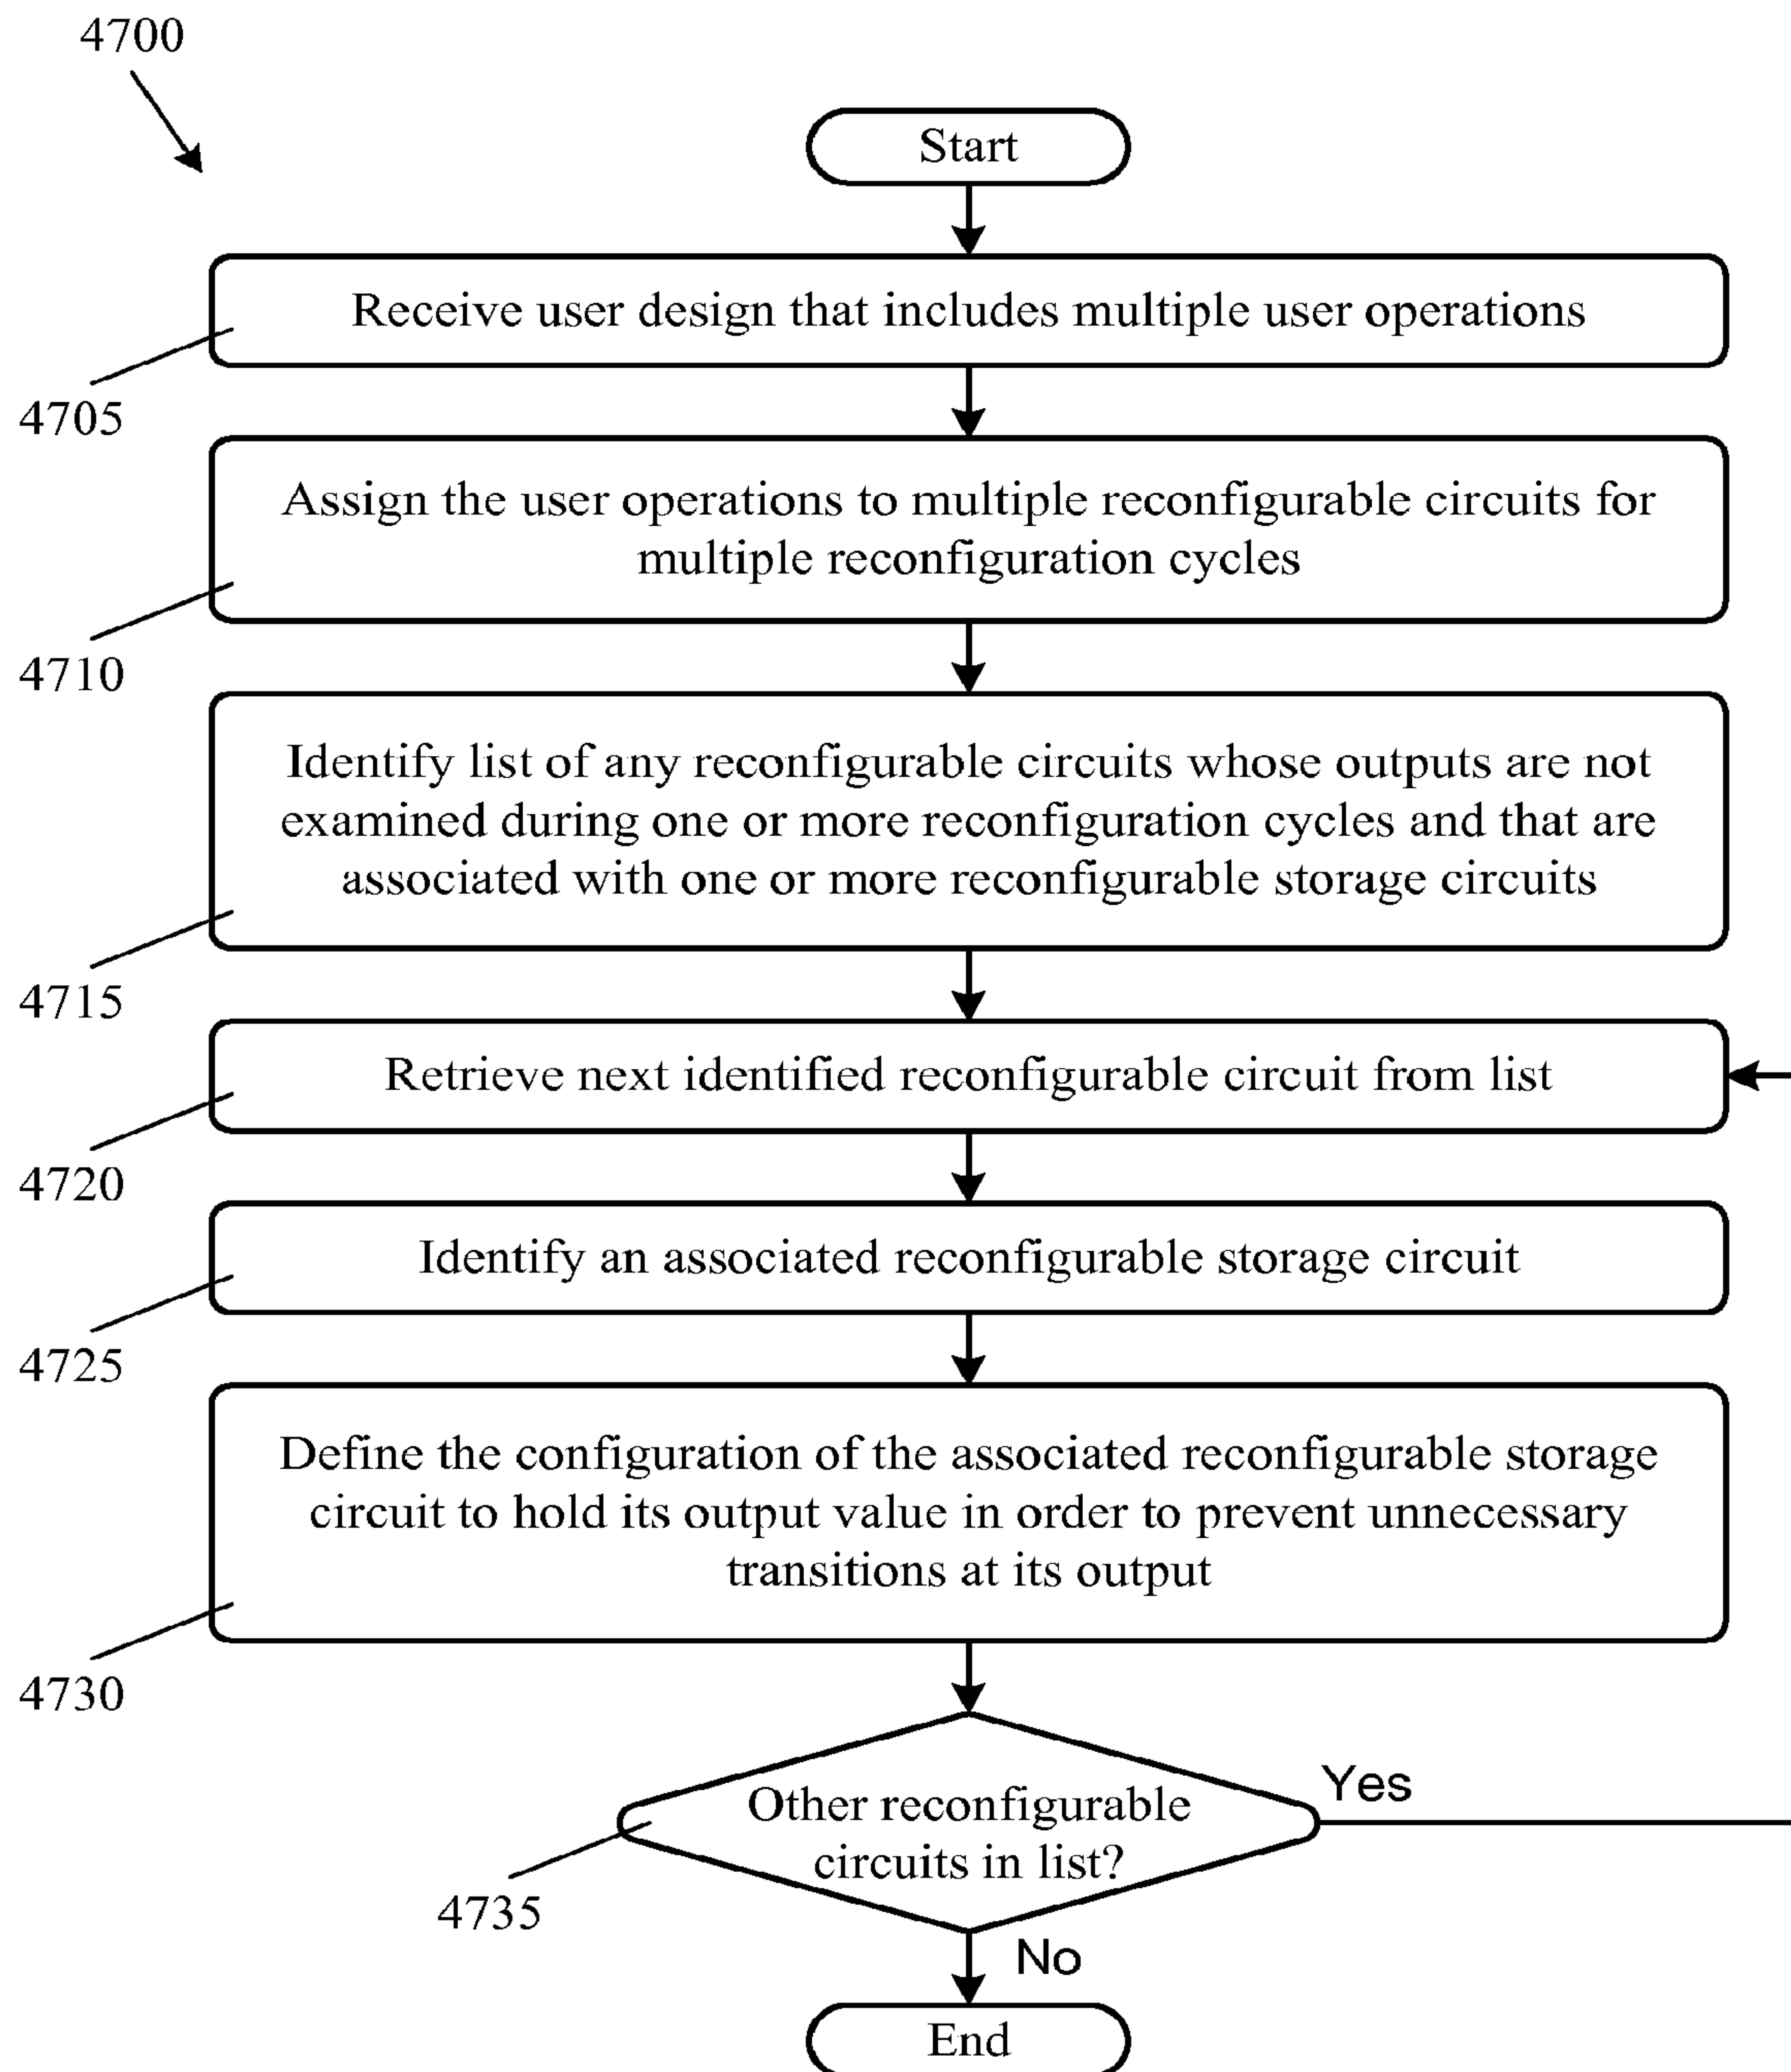 4700
Start
Receive user design that includes multiple user operations
4705
Assign the user operations to multiple reconfigurable circuits for
multiple reconfiguration cycles
4710
Identify list of any reconfigurable circuits whose outputs are not
examined during one or more reconfiguration cycles and that are
associated with one or more reconfigurable storage circuits
4715
Retrieve next identified reconfigurable circuit from list
4720
Identify an associated reconfigurable storage circuit
4725
Define the configuration of the associated reconfigurable storage
circuit to hold its output value in order to prevent unnecessary
transitions at its output
4730
Other reconfigurable
circuits in list?
Yes
4735
No
End